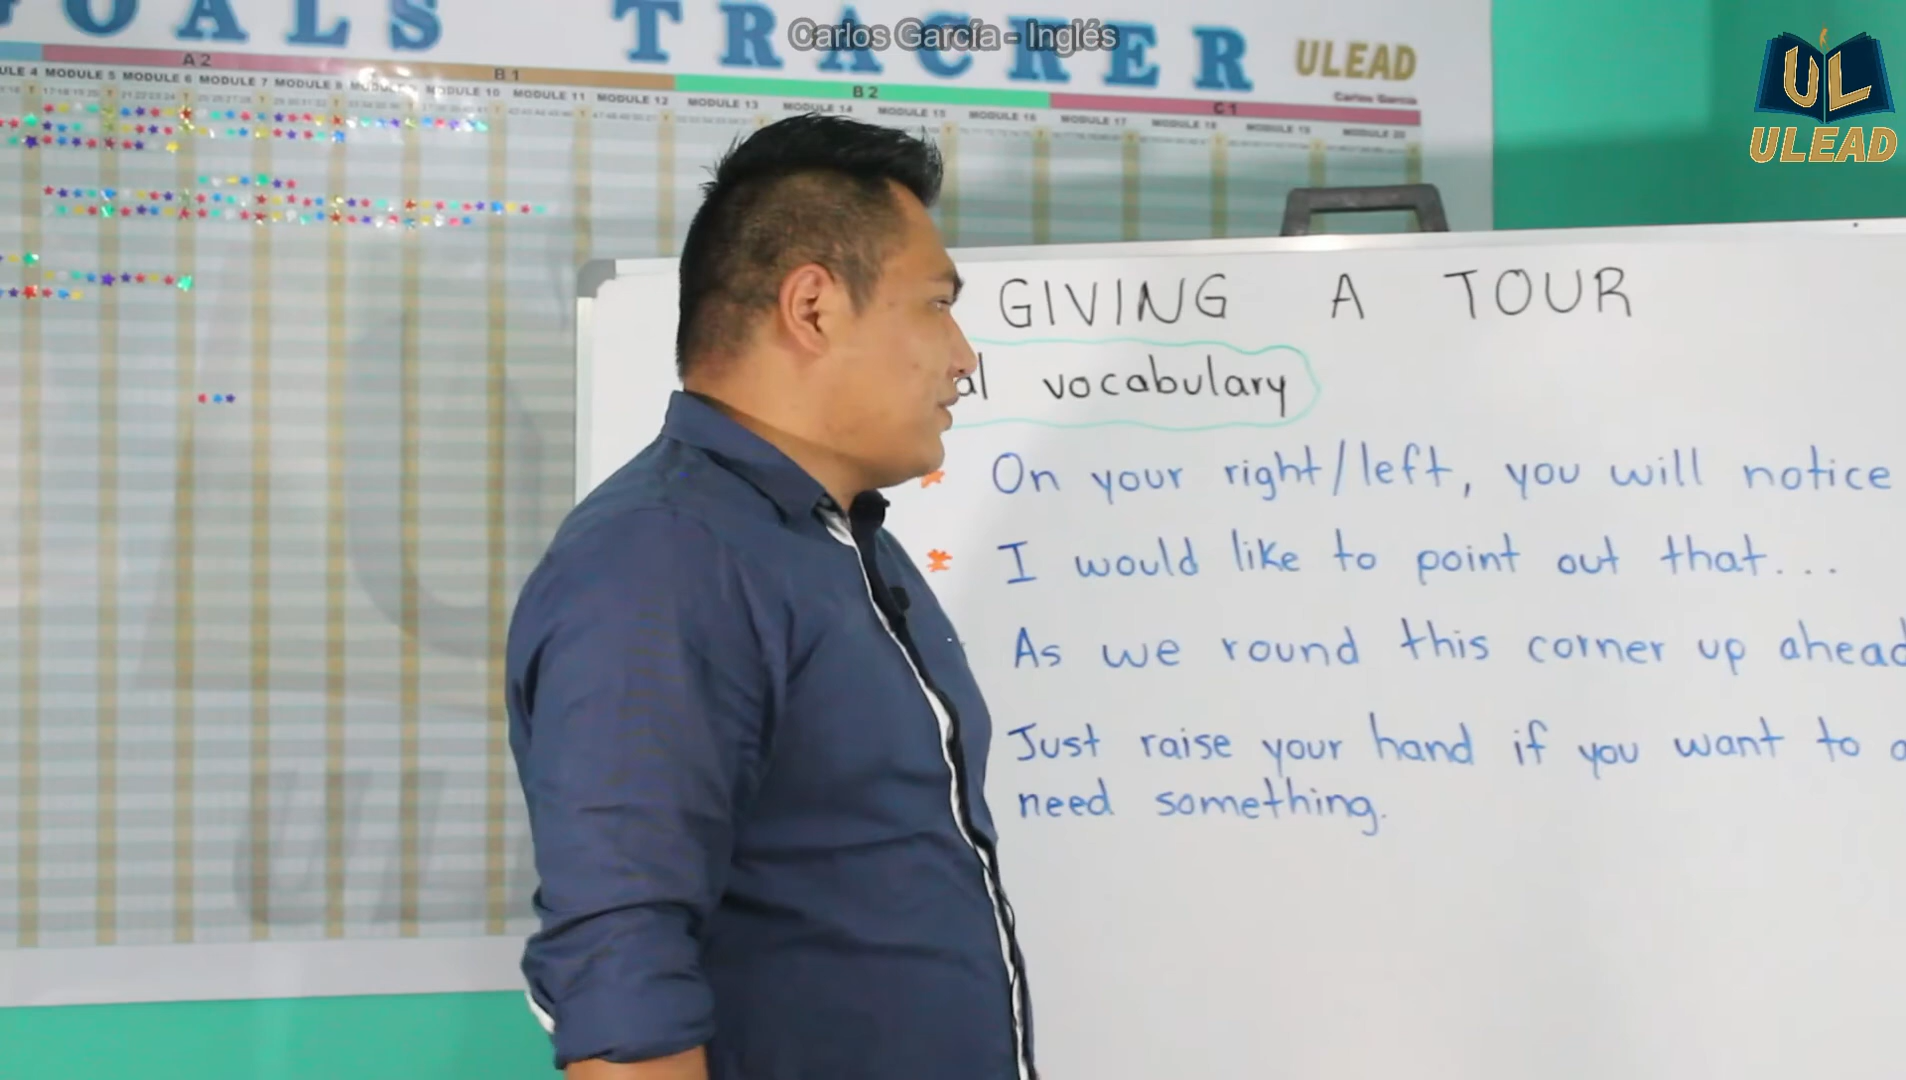 GOALS TRACKER
Carlos García - Inglés
ULEAD
Carlos García
UL
ULEAD
A2
B1
B2
C1
MODULE 5 MODULE 6 MODULE 7 MODULE 8 MODULE 10 MODULE 11 MODULE 12 MODULE 13 MODULE 14 MODULE 15 MODULE 16 MODULE 17 MODULE 18 MODULE 19 MODULE 20
GIVING A TOUR
al vocabulary
* On your right/left, you will notice
* I would like to point out that...
As we round this corner up ahead
Just raise your hand if you want to a
need something.
UL